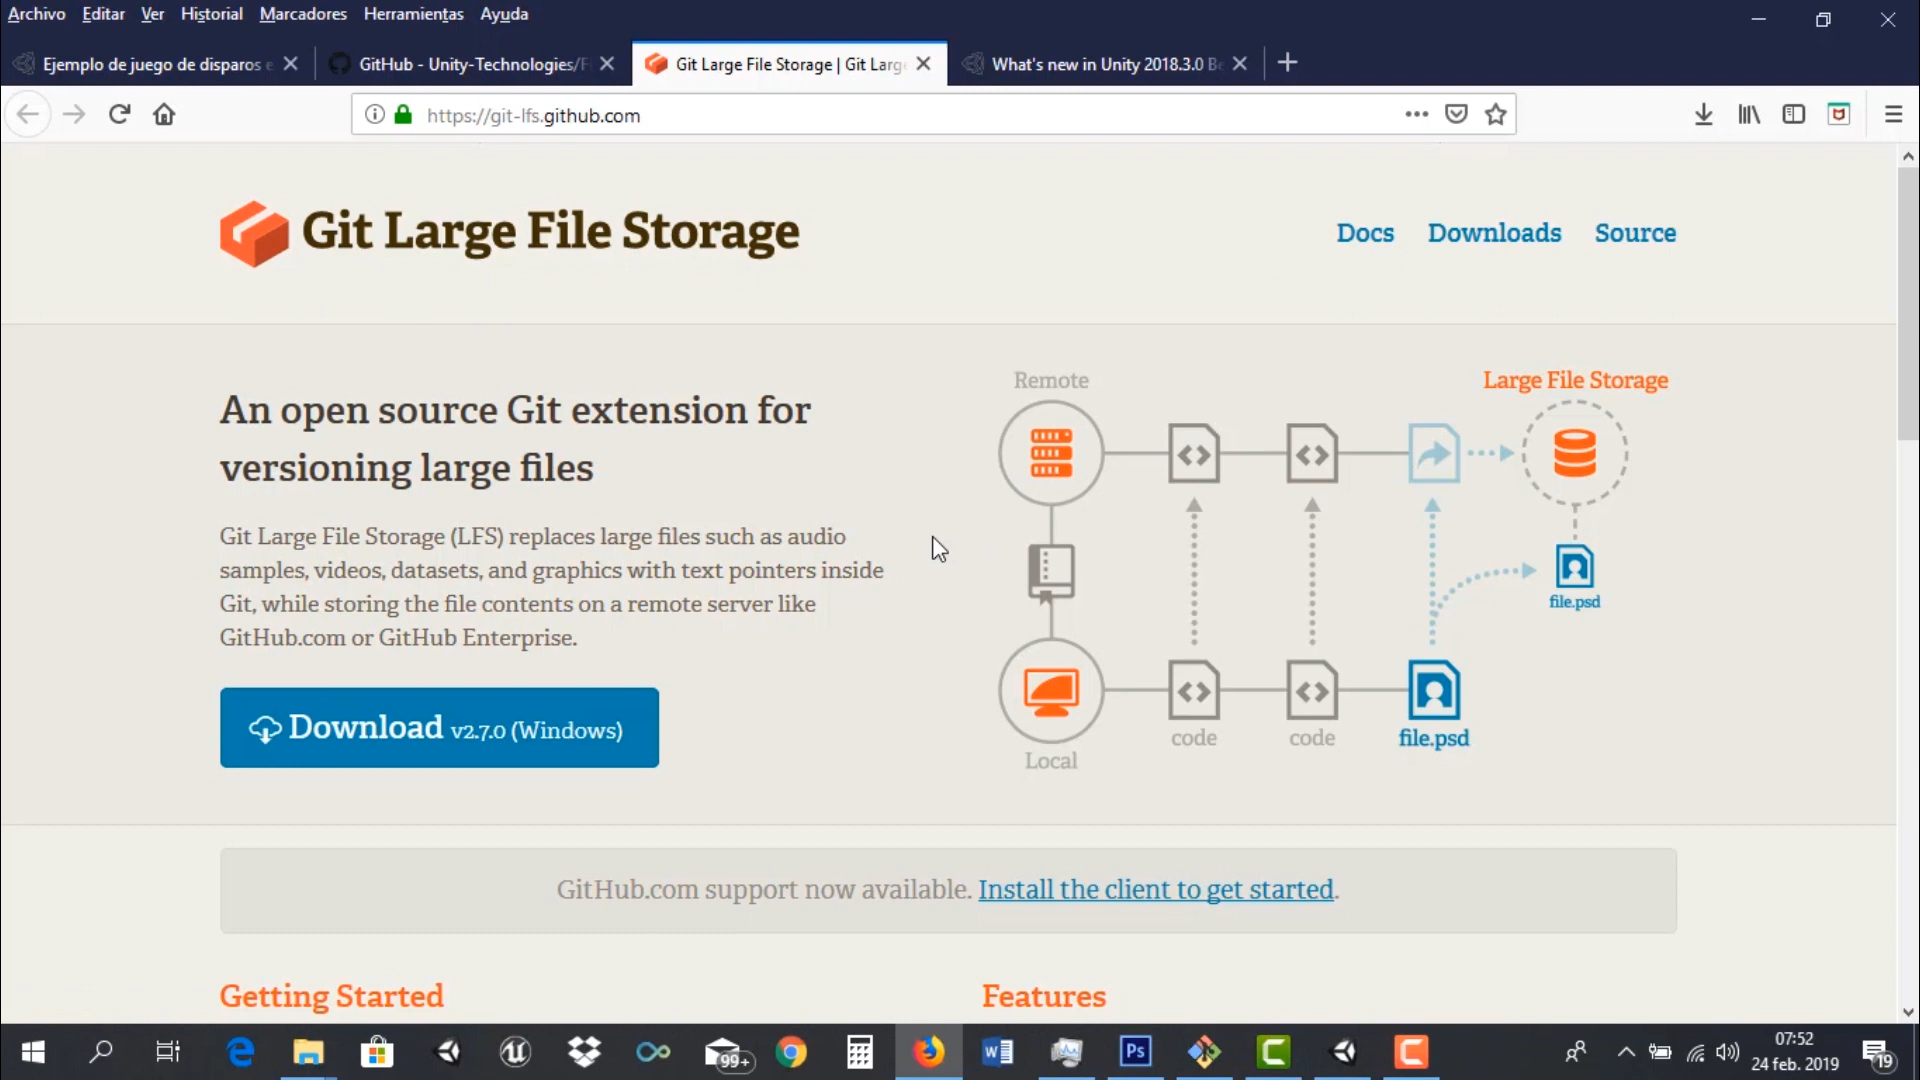 Archivo Editar Ver Historial Marcadores Herramientas Ayuda
Ejemplo de juego de disparos e
GitHub - Unity-Technologies/F
Git Large File Storage | Git Larg
What's new in Unity 2018.3.0 Be
https://git-lfs.github.com
Git Large File Storage
Docs Downloads Source
An open source Git extension for
versioning large files
Git Large File Storage (LFS) replaces large files such as audio
samples, videos, datasets, and graphics with text pointers inside
Git, while storing the file contents on a remote server like
GitHub.com or GitHub Enterprise.
Download v2.7.0 (Windows)
Remote
Large File Storage
file.psd
code
code
file.psd
Local
GitHub.com support now available. Install the client to get started.
Getting Started
Features
99+
Ps
07:52
24 feb. 2019
19